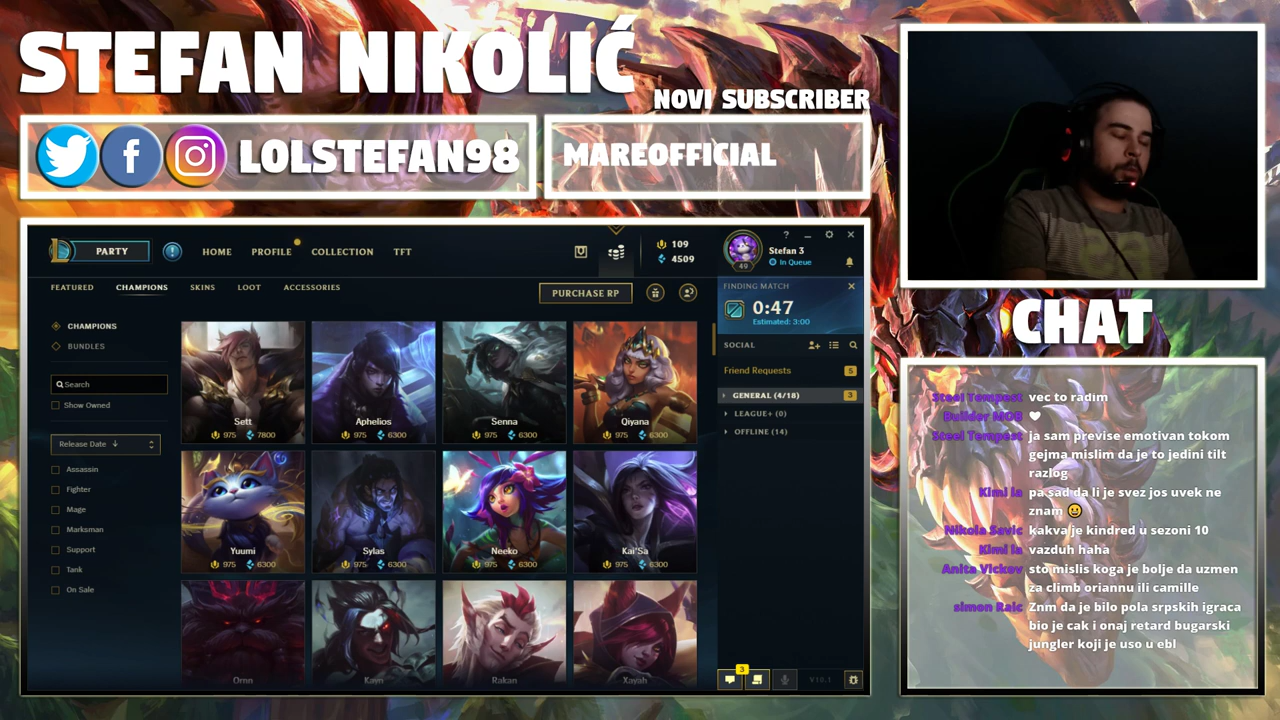 STEFAN NIKOLIĆ
NOVI SUBSCRIBER
LOLSTEFAN98
MAREOFFICIAL
PARTY
HOME
PROFILE
COLLECTION
TFT
109
4509
?
Stefan 3
In Queue
49
FEATURED
CHAMPIONS
SKINS
LOOT
ACCESSORIES
PURCHASE RP
FINDING MATCH
0:47
Estimated: 3:00
CHAMPIONS
BUNDLES
Search
Show Owned
Release Date
Assassin
Fighter
Mage
Marksman
Support
Tank
On Sale
Sett
975 7800
Aphelios
975 6300
Senna
975 6300
Qiyana
975 6300
Yuumi
975 6300
Sylas
975 6300
Neeko
975 6300
Kai'Sa
975 6300
Ornn
Kayn
Rakan
Xayah
SOCIAL
Friend Requests
5
GENERAL (4/18)
3
LEAGUE+ (0)
OFFLINE (14)
3
V10.1
CHAT
Steel Tempest vec to radim
Builder MOB
Steel Tempest ja sam previse emotivan tokom
gejma mislim da je to jedini tilt
razlog
Kimi la pa sad da li je svez jos uvek ne
znam
Nikola Savic kakva je kindred u sezoni 10
Kimi la vazduh haha
Anita Vickov sto mislis koga je bolje da uzmen
za climb oriannu ili camille
simon Raic Znm da je bilo pola srpskih igraca
bio je cak i onaj retard bugarski
jungler koji je uso u ebl